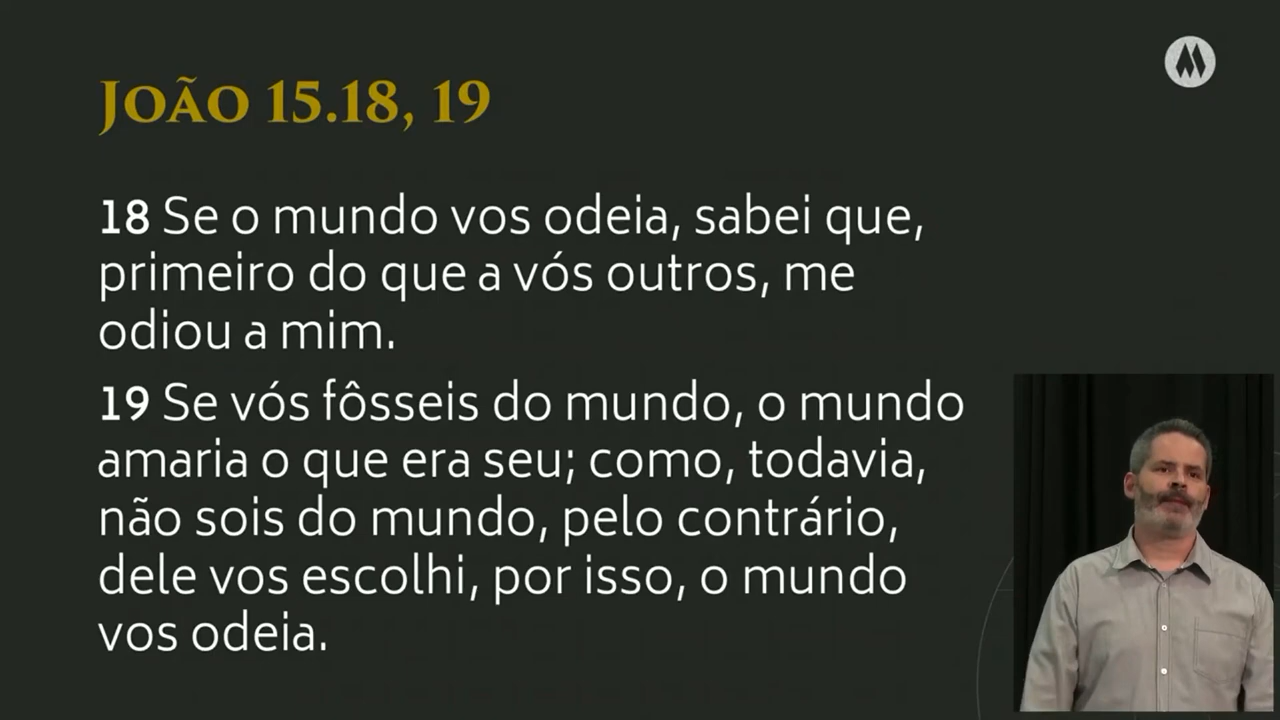 João 15.18, 19
18 Se o mundo vos odeia, sabei que,
primeiro do que a vós outros, me
odiou a mim.
19 Se vós fôsseis do mundo, o mundo
amaria o que era seu; como, todavia,
não sois do mundo, pelo contrário,
dele vos escolhi, por isso, o mundo
vos odeia.